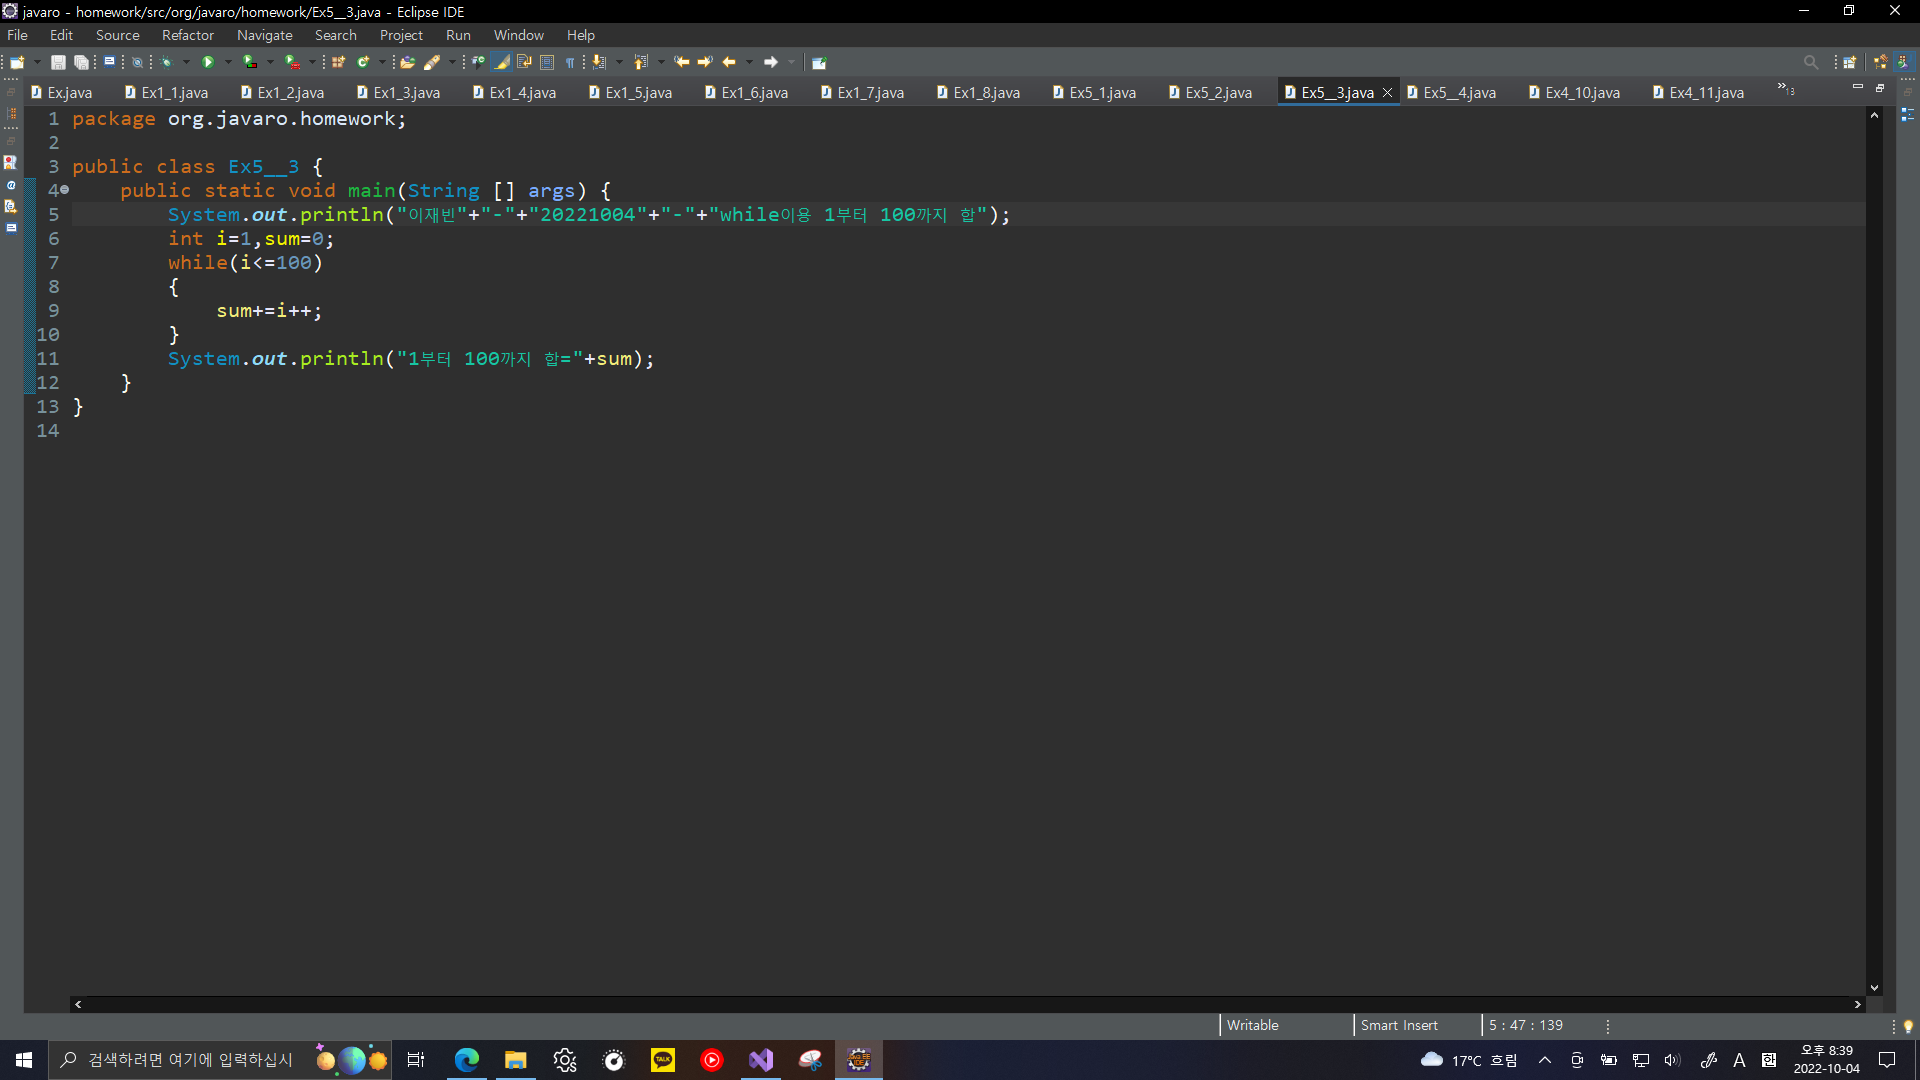 javaro - homework/src/org/javaro/homework/Ex5__3.java - Eclipse IDE
File Edit Source Refactor Navigate Search Project Run Window Help
Ex.java Ex1_1.java Ex1_2.java Ex1_3.java Ex1_4.java Ex1_5.java Ex1_6.java Ex1_7.java Ex1_8.java Ex5_1.java Ex5_2.java Ex5__3.java Ex5__4.java Ex4_10.java Ex4_11.java »13
1 package org.javaro.homework;
2
3 public class Ex5__3 {
4 public static void main(String [] args) {
5 System.out.println("이재빈"+"-"+"20221004"+"-"+"while이용 1부터 100까지 합");
6 int i=1,sum=0;
7 while(i<=100)
8 {
9 sum+=i++;
10 }
11 System.out.println("1부터 100까지 합="+sum);
12 }
13 }
14
Writable Smart Insert 5 : 47 : 139
검색하려면 여기에 입력하십시 TALK 17°C 흐림 A 한 오후 8:39
2022-10-04